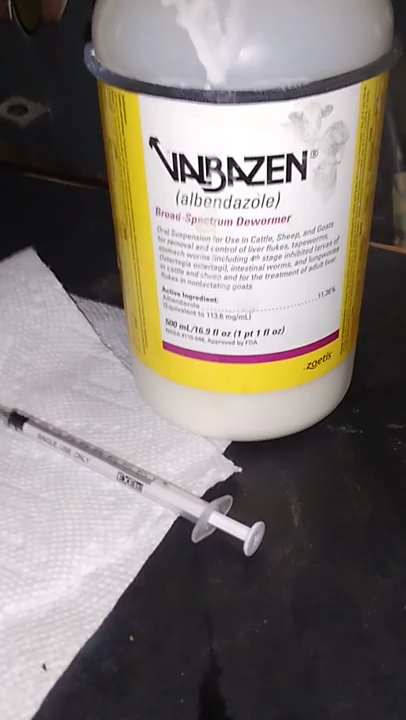 VALBAZEN®
(albendazole)
Broad-Spectrum Dewormer
Oral Suspension for Use in Cattle, Sheep, and Goats
for removal and control of liver flukes, tapeworms,
stomach worms (including 4th stage inhibited larvae of
Ostertagia ostertagi), intestinal worms, and lungworms
in cattle and sheep and for the treatment of adult liver
flukes in nonlactating goats
Active Ingredient:
Albendazole ........................ 11.36%
(Equivalent to 113.6 mg/mL)
500 mL/16.9 fl oz (1 pt 1 fl oz)
NADA #110-048, Approved by FDA
zoetis
SINGLE USE ONLY
EXEL